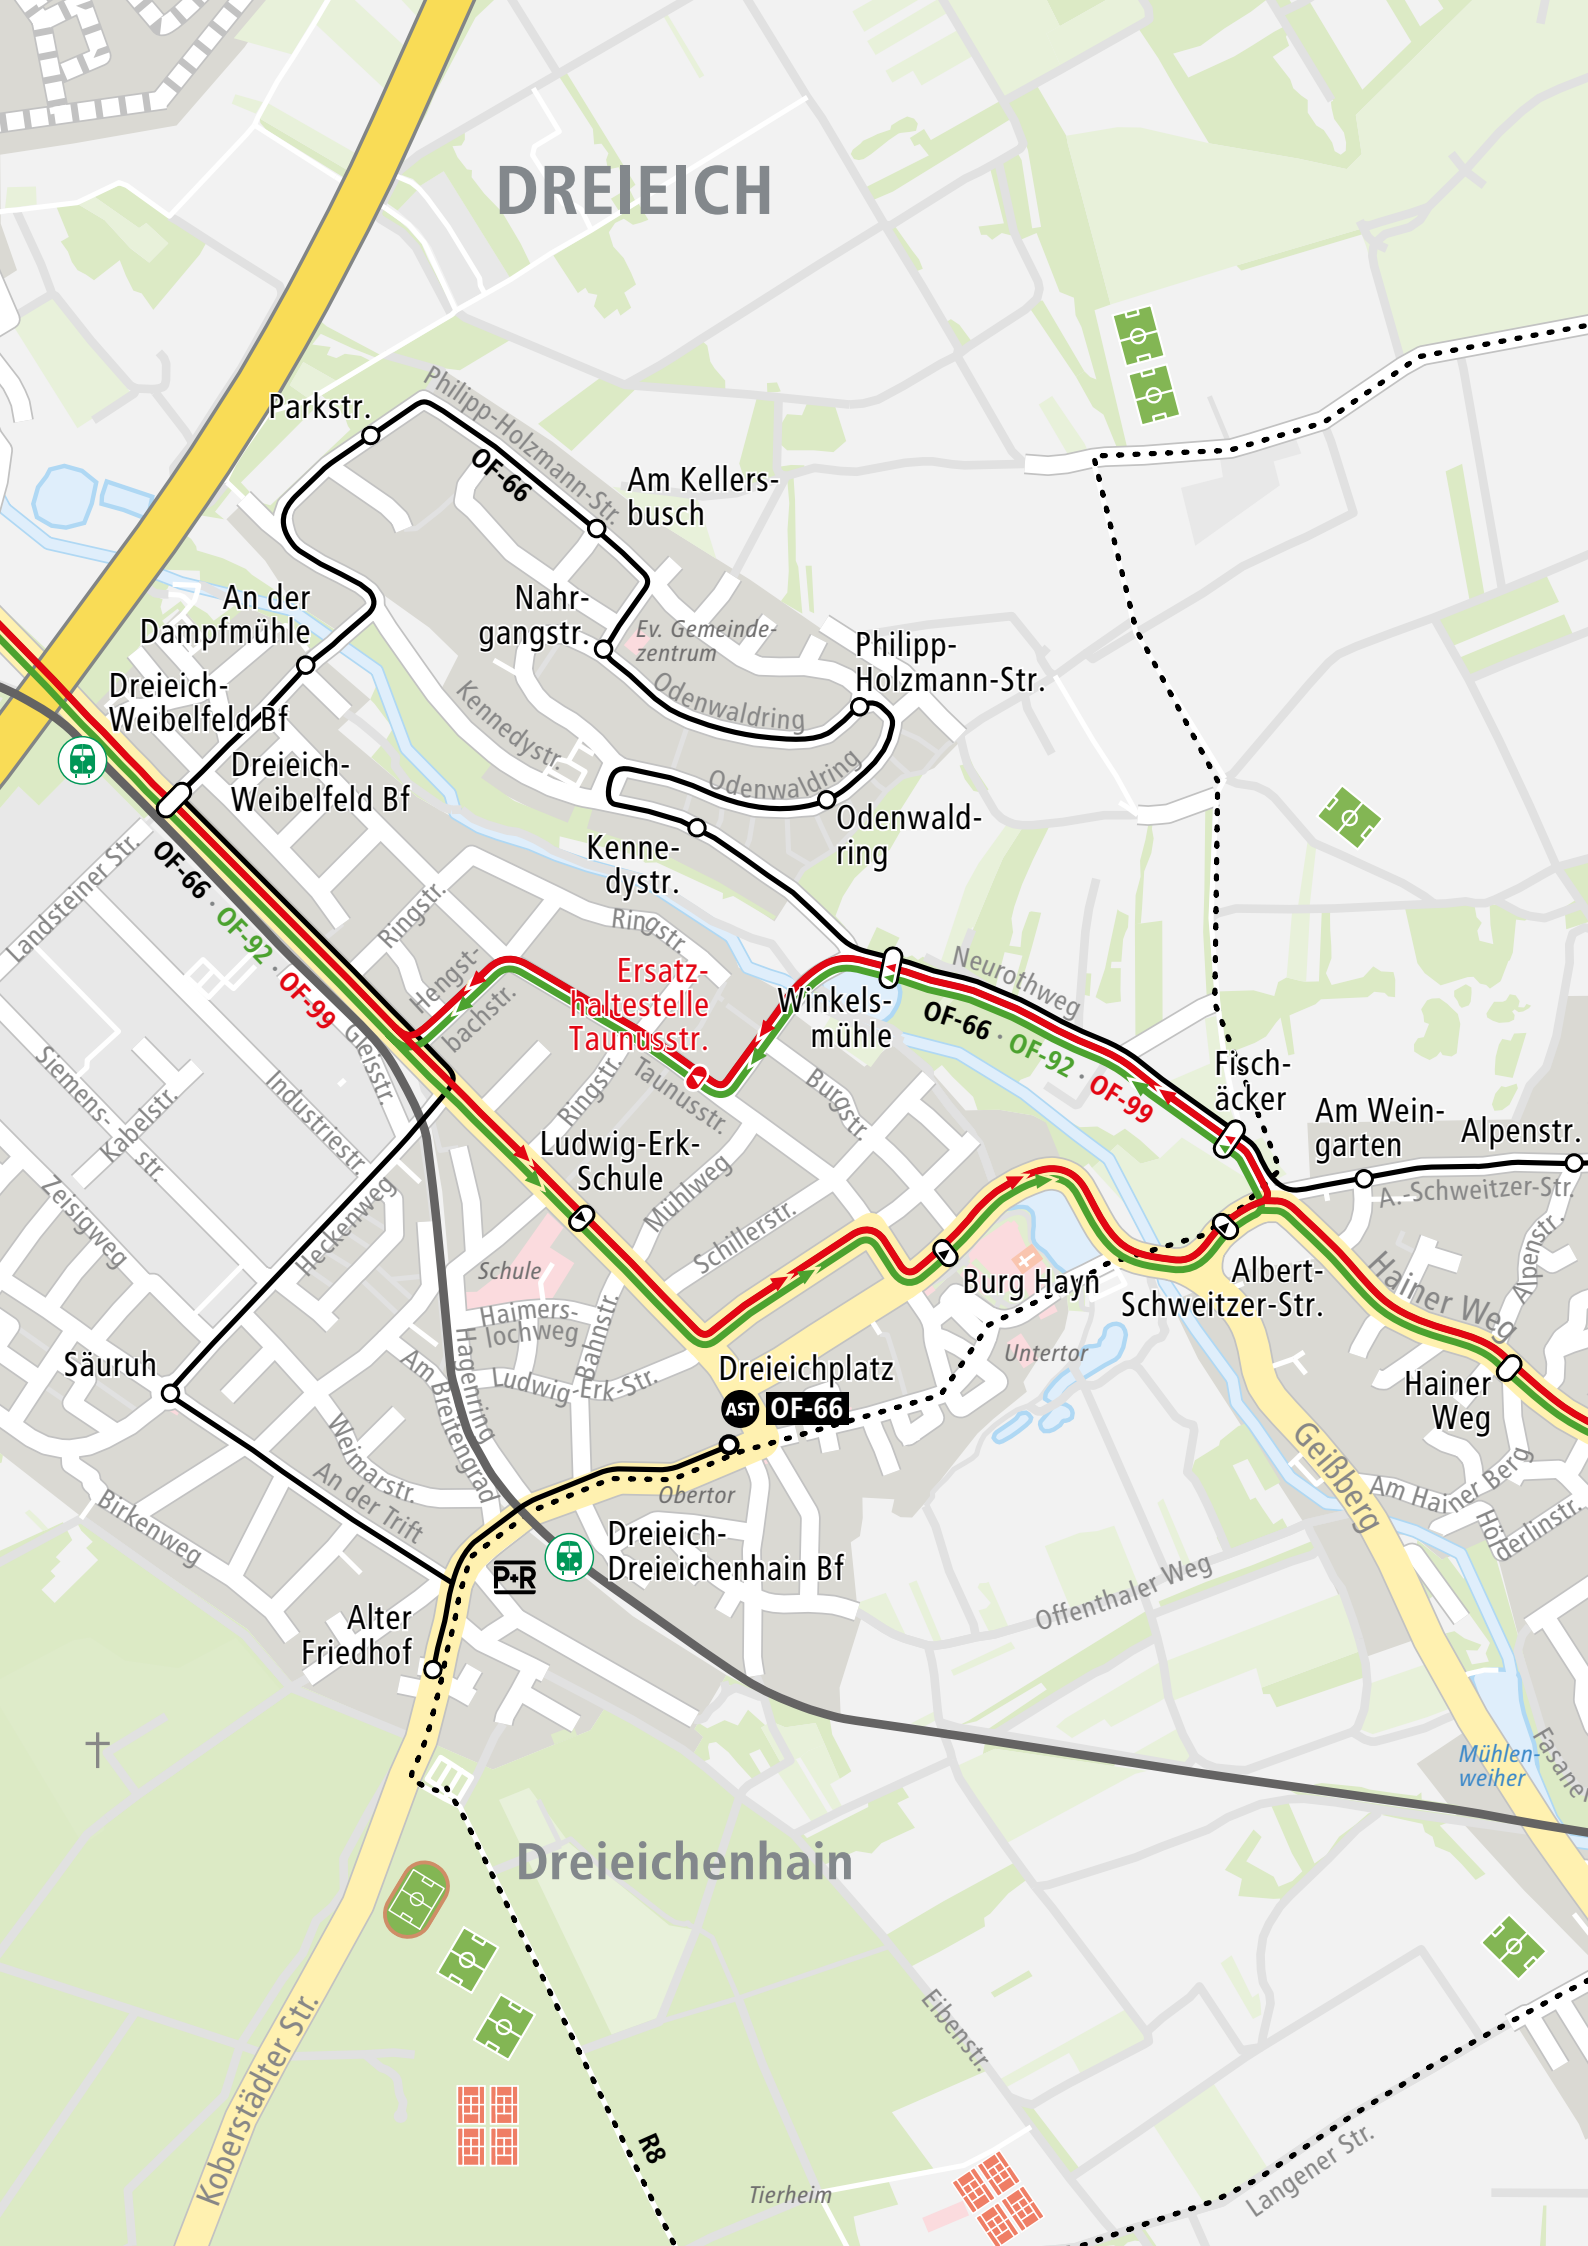 DREIEICH
Philipp-Holzmann-Str.
Parkstr.
OF-66
Am Kellers-
busch
An der
Dampfmühle
Nahr-
gangstr.
Ev. Gemeinde-
zentrum
Philipp-
Holzmann-Str.
Dreieich-
Weibelfeld Bf
Kennedystr.
Odenwaldring
Dreieich-
Weibelfeld Bf
Odenwaldring
Odenwald-
ring
Kenne-
dystr.
Landsteiner Str.
OF-66 · OF-92 · OF-99
Ringstr.
Ringstr.
Neurothweg
Hengst-
bachstr.
Ersatz-
haltestelle
Taunusstr.
Winkels-
mühle
OF-66 · OF-92 · OF-99
Gleisstr.
Siemens-
str.
Kabelstr.
Industriestr.
Ringstr.
Taunusstr.
Burgstr.
Fisch-
äcker
Am Wein-
garten
Alpenstr.
A.-Schweitzer-Str.
Ludwig-Erk-
Schule
Mühlweg
Zeisigweg
Heckenweg
Schillerstr.
Schule
Burg Hayn
Albert-
Schweitzer-Str.
Hainer Weg
Alpenstr.
Haimers-
lochweg
Bahnstr.
Untertor
Säuruh
Hagenring
Am Breitengrad
Ludwig-Erk-Str.
Dreieichplatz
AST OF-66
Hainer
Weg
Weimarstr.
An der Trift
Birkenweg
Obertor
Geißberg
Am Hainer Berg
Hölderlinstr.
Dreieich-
Dreieichenhain Bf
P+R
Offenthaler Weg
Alter
Friedhof
Mühlen-
weiher
Dreieichenhain
Koberstädter Str.
Eibenstr.
R8
Tierheim
Langener Str.